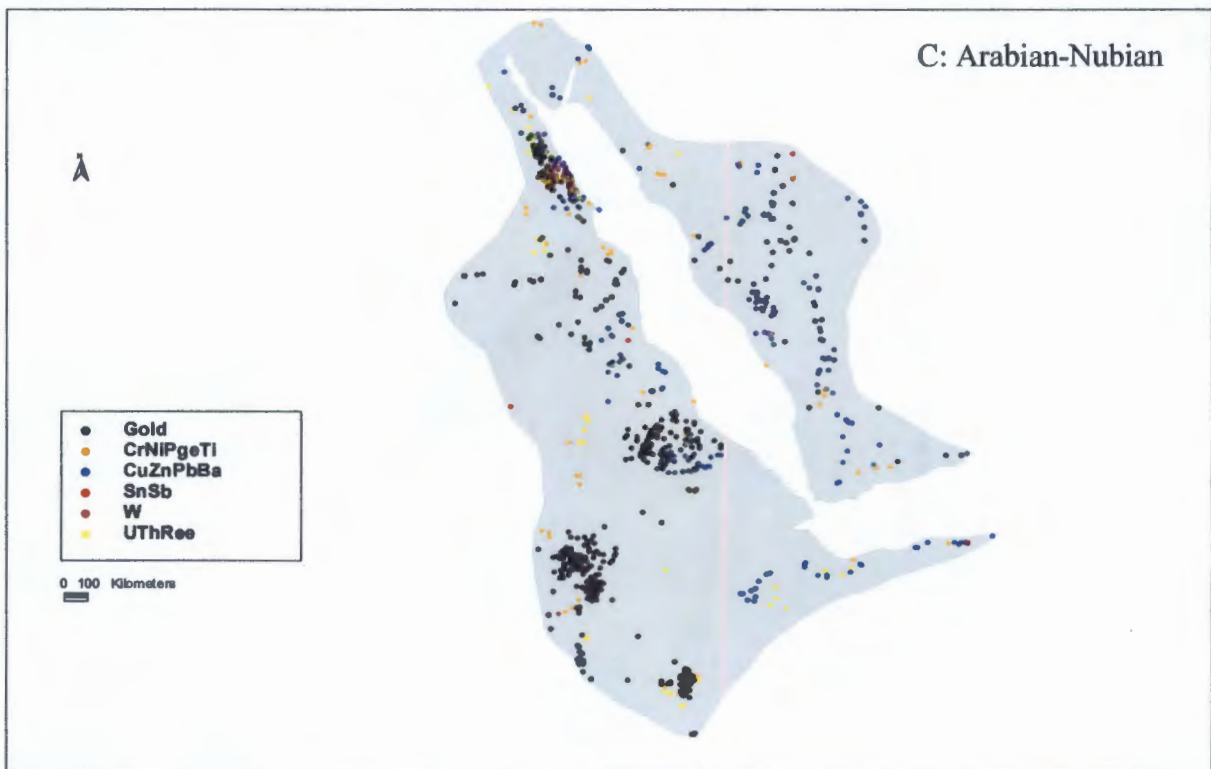 C: Arabian-Nubian
N
Gold
CrNiPgeTi
CuZnPbBa
SnSb
W
UThRee
0 100 Kilometers